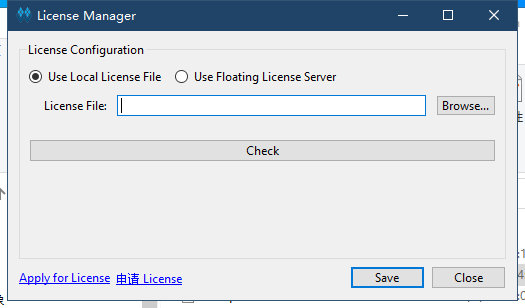 License Manager
License Configuration
Use Local License File Use Floating License Server
License File: Browse...
Check
Apply for License 申请 License Save Close